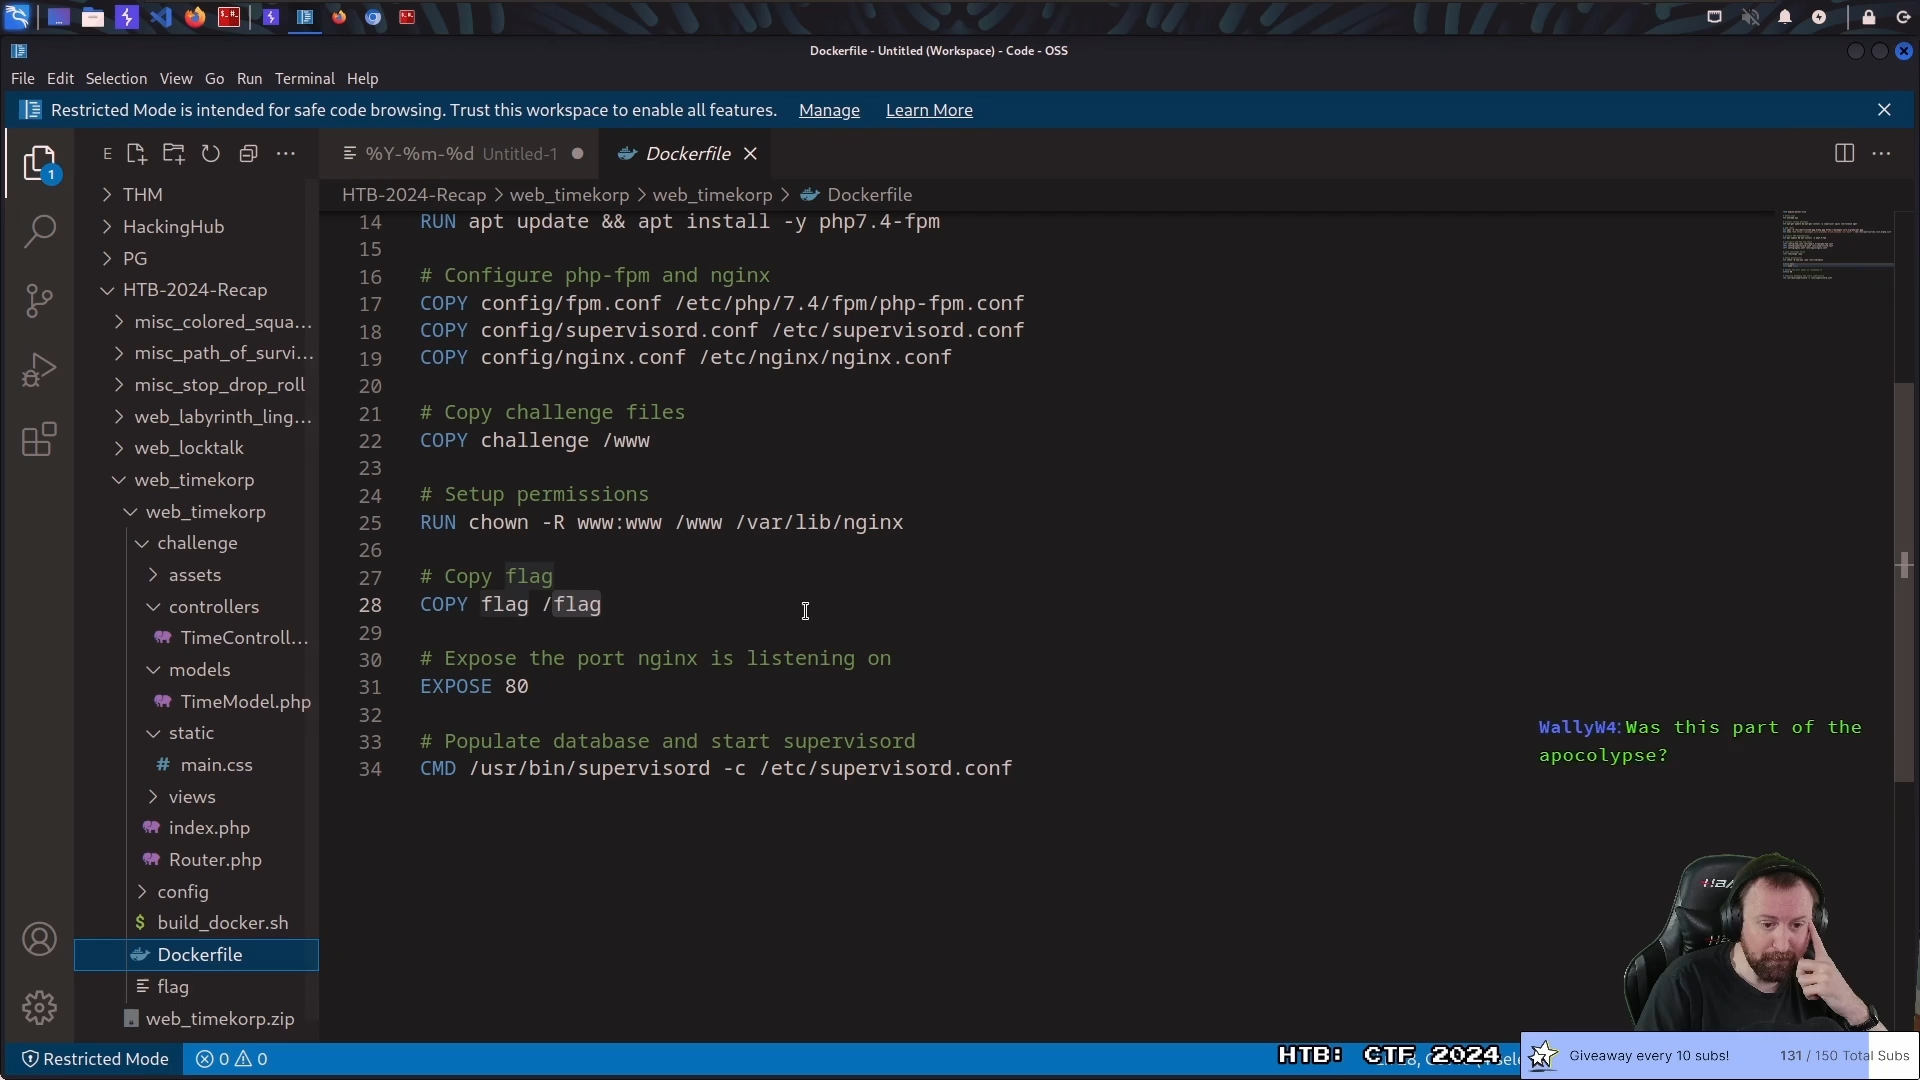 Dockerfile - Untitled (Workspace) - Code - OSS
File Edit Selection View Go Run Terminal Help
Restricted Mode is intended for safe code browsing. Trust this workspace to enable all features. Manage Learn More
E
%Y-%m-%d Untitled-1
Dockerfile
HTB-2024-Recap > web_timekorp > web_timekorp > Dockerfile
THM
HackingHub
PG
HTB-2024-Recap
misc_colored_squa...
misc_path_of_survi...
misc_stop_drop_roll
web_labyrinth_ling...
web_locktalk
web_timekorp
web_timekorp
challenge
assets
controllers
TimeControll...
models
TimeModel.php
static
# main.css
views
index.php
Router.php
config
$ build_docker.sh
Dockerfile
flag
web_timekorp.zip
1
14 RUN apt update && apt install -y php7.4-fpm
15
16 # Configure php-fpm and nginx
17 COPY config/fpm.conf /etc/php/7.4/fpm/php-fpm.conf
18 COPY config/supervisord.conf /etc/supervisord.conf
19 COPY config/nginx.conf /etc/nginx/nginx.conf
20
21 # Copy challenge files
22 COPY challenge /www
23
24 # Setup permissions
25 RUN chown -R www:www /www /var/lib/nginx
26
27 # Copy flag
28 COPY flag /flag
29
30 # Expose the port nginx is listening on
31 EXPOSE 80
32
33 # Populate database and start supervisord
34 CMD /usr/bin/supervisord -c /etc/supervisord.conf
WallyW4:Was this part of the
apocolypse?
Restricted Mode 0 0
HTB: CTF 2024
Giveaway every 10 subs! 131 / 150 Total Subs